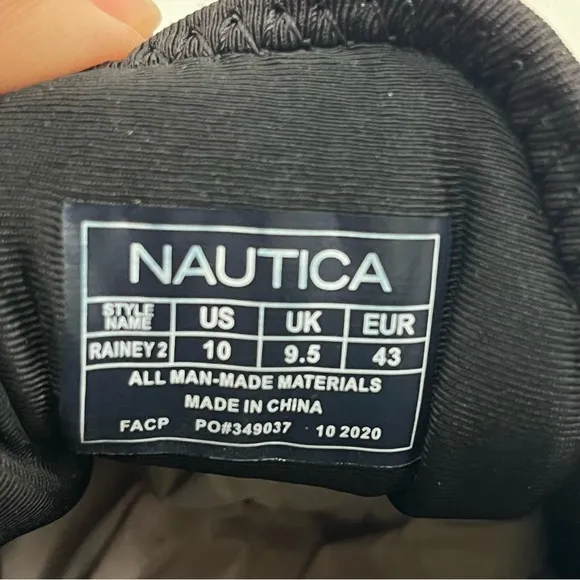 NAUTICA
STYLE NAME US UK EUR
RAINEY 2 10 9.5 43
ALL MAN-MADE MATERIALS
MADE IN CHINA
FACP PO#349037 10 2020